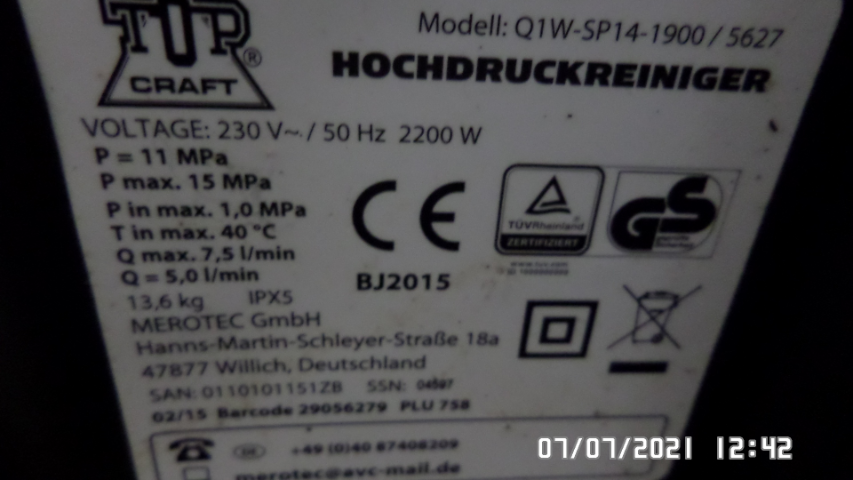 TOP
CRAFT
®
Modell: Q1W-SP14-1900 / 5627
HOCHDRUCKREINIGER
VOLTAGE: 230 V~ / 50 Hz 2200 W
P = 11 MPa
P max. 15 MPa
P in max. 1,0 MPa
T in max. 40 °C
Q max. 7,5 l/min
Q = 5,0 l/min
13,6 kg IPX5
CE
BJ2015
TÜVRheinland
ZERTIFIZIERT
GS
MEROTEC GmbH
Hanns-Martin-Schleyer-Straße 18a
47877 Willich, Deutschland
SAN: 0110101151ZB SSN:
02/15 Barcode 29056279 PLU 758
+49 (0)40 87408209
merotec@avc-mail.de
07/07/2021 12:42